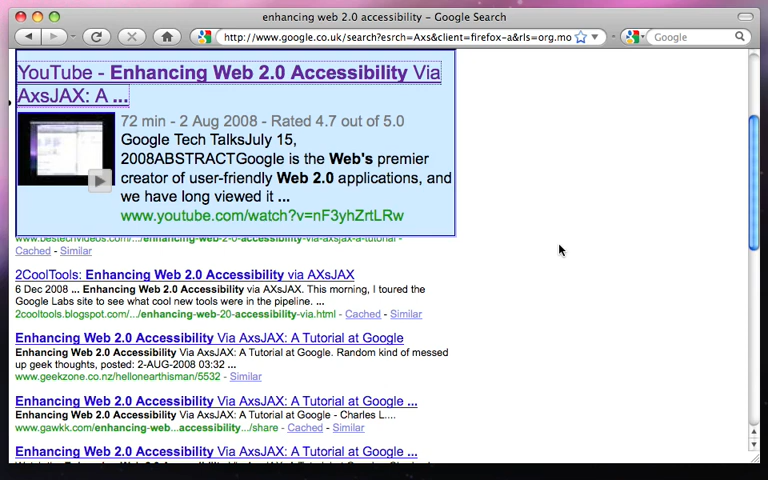 enhancing web 2.0 accessibility – Google Search
http://www.google.co.uk/search?esrch=Axs&client=firefox-a&rls=org.mo
Google
YouTube - Enhancing Web 2.0 Accessibility Via
AxsJAX: A ...
72 min - 2 Aug 2008 - Rated 4.7 out of 5.0
Google Tech TalksJuly 15,
2008ABSTRACTGoogle is the Web's premier
creator of user-friendly Web 2.0 applications, and
we have long viewed it ...
www.youtube.com/watch?v=nF3yhZrtLRw
www.bestechvideos.com/.../enhancing-web-2-0-accessibility-via-axsjax-a-tutorial -
Cached - Similar
2CoolTools: Enhancing Web 2.0 Accessibility via AXsJAX
6 Dec 2008 ... Enhancing Web 2.0 Accessibility via AXsJAX. This morning, I toured the
Google Labs site to see what cool new tools were in the pipeline. ...
2cooltools.blogspot.com/.../enhancing-web-20-accessibility-via.html - Cached - Similar
Enhancing Web 2.0 Accessibility Via AxsJAX: A Tutorial at Google
Enhancing Web 2.0 Accessibility Via AxsJAX: A Tutorial at Google. Random kind of messed
up geek thoughts, posted: 2-AUG-2008 03:32 ...
www.geekzone.co.nz/hellonearthisman/5532 - Similar
Enhancing Web 2.0 Accessibility Via AxsJAX: A Tutorial at Google ...
Enhancing Web 2.0 Accessibility Via AxsJAX: A Tutorial at Google - Charles L....
www.gawkk.com/enhancing-web...accessibility.../share - Cached - Similar
Enhancing Web 2.0 Accessibility Via AxsJAX: A Tutorial at Google ...